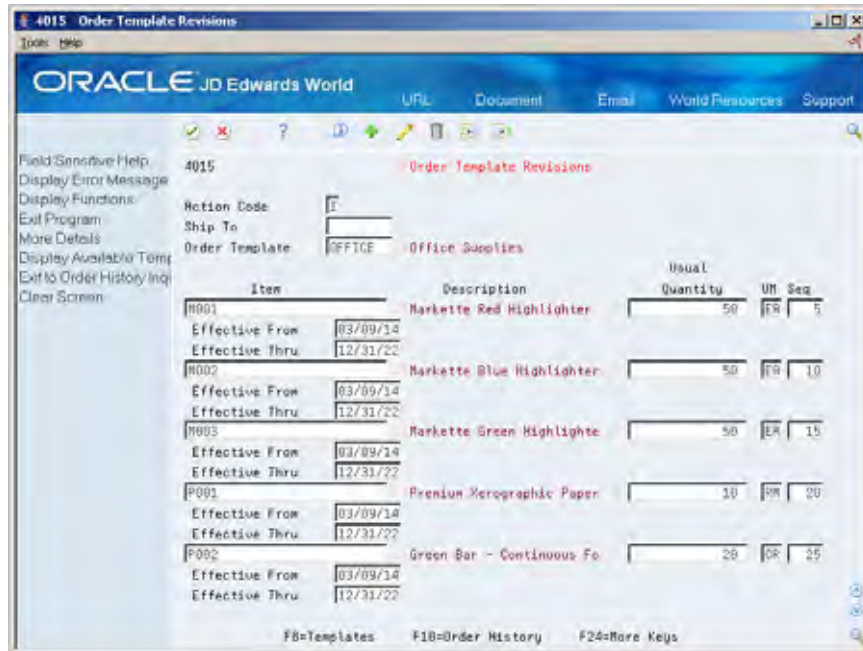 4015 Order Template Revisions
Tools Help
ORACLE JD Edwards World
URL Document Email World Resources Support
Field Sensitive Help
Display Error Message
Display Functions
Exit Program
More Details
Display Available Temp
Exit to Order History Inqi
Clear Screen
4015 Order Template Revisions
Action Code I
Ship To
Order Template OFFICE Office Supplies
Usual
Item Description Quantity UM Seq
M001 Markette Red Highlighter 50 EA 5
Effective From 03/09/14
Effective Thru 12/31/22
M002 Markette Blue Highlighter 50 EA 10
Effective From 03/09/14
Effective Thru 12/31/22
M003 Markette Green Highlighte 50 EA 15
Effective From 03/09/14
Effective Thru 12/31/22
P001 Premium Xerographic Paper 10 RM 20
Effective From 03/09/14
Effective Thru 12/31/22
P002 Green Bar - Continuous Fo 20 CR 25
Effective From 03/09/14
Effective Thru 12/31/22
F8=Templates F18=Order History F24=More Keys